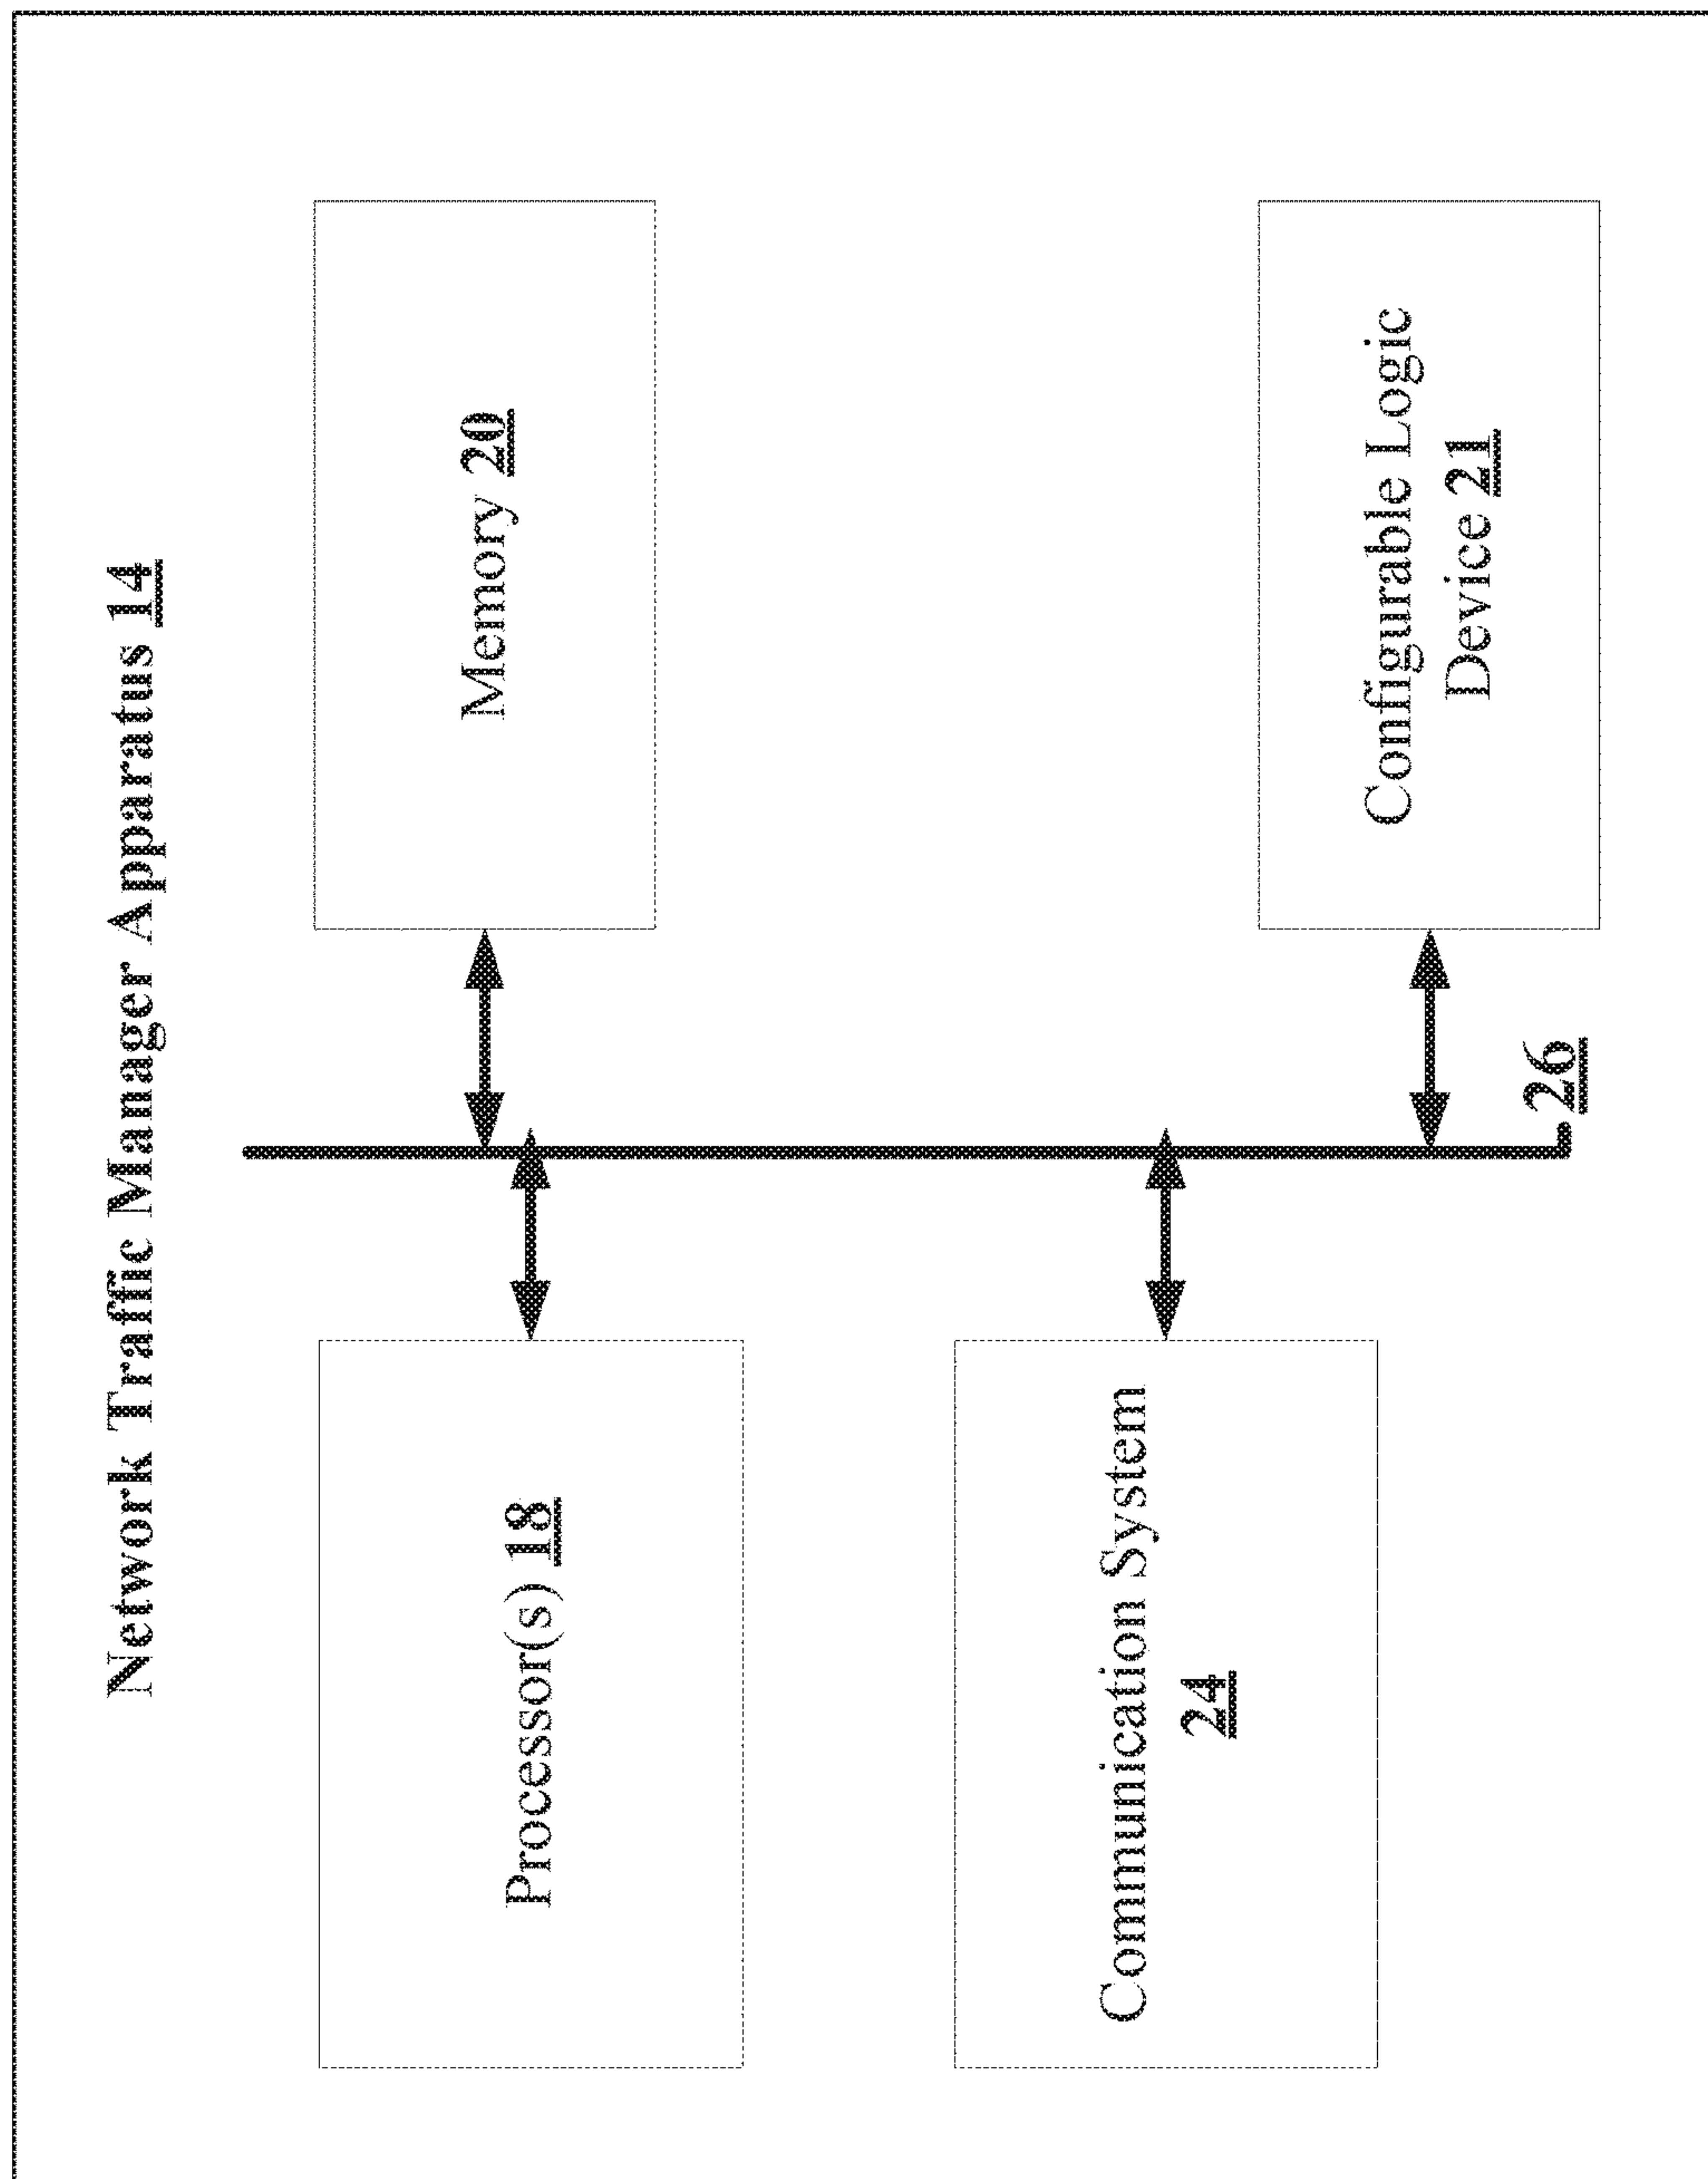 Network Traffic Manager Apparatus 14
Processor(s) 18
Memory 20
Communication System
24
Configurable Logic
Device 21
26